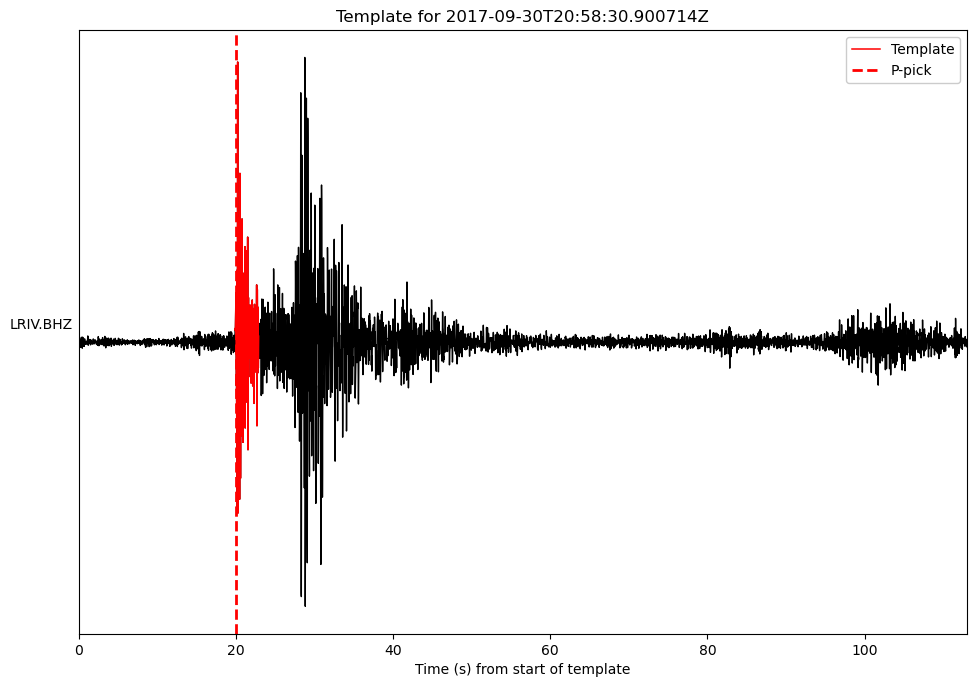 Template for 2017-09-30T20:58:30.900714Z
Template
P-pick
LRIV.BHZ
0 20 40 60 80 100
Time (s) from start of template